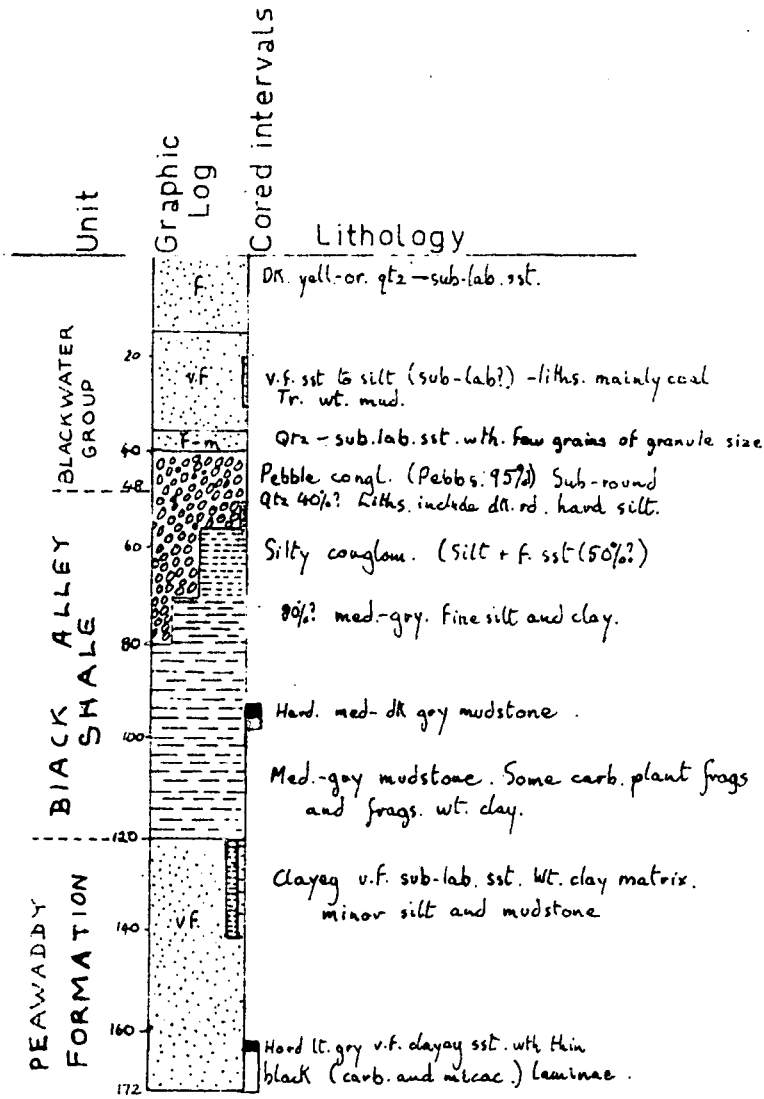 Unit
Graphic Log
Cored intervals
Lithology
BLACKWATER GROUP
BIACK ALLEY SHALE
PEAWADDY FORMATION
f
Dk. yell-or. qtz – sub-lab. sst.
20
v.f
v.f. sst to silt (sub-lab?) – liths. mainly coal
Tr. wt. mud.
f-m
Qtz – sub.lab. sst. wth. few grains of granule size
40
Pebble congl. (Pebbs. 95%) Sub-round
48
Qtz 40%? Liths. include dk. rd. hard silt.
60
Silty conglom. (Silt + f. sst (50%?)
80%? med.-gry. Fine silt and clay.
80
Hard. med-dk gry mudstone.
100
Med.-gry mudstone. Some carb. plant frags
and frags. wt. clay.
120
Clayey v.f. sub-lab. sst. Wt. clay matrix.
minor silt and mudstone
v f.
140
160
Hard lt. gry v.f. clayay sst. wth thin
black (carb. and micac.) laminae.
172